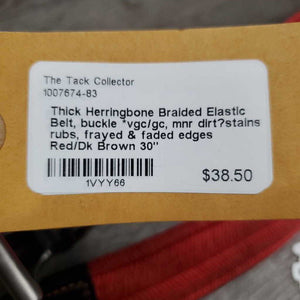 The Tack Collector
1007674-83
Thick Herringbone Braided Elastic
Belt, buckle *vgc/gc, mnr dirt?stains
rubs, frayed & faded edges
Red/Dk Brown 30"
1VYY66
$38.50